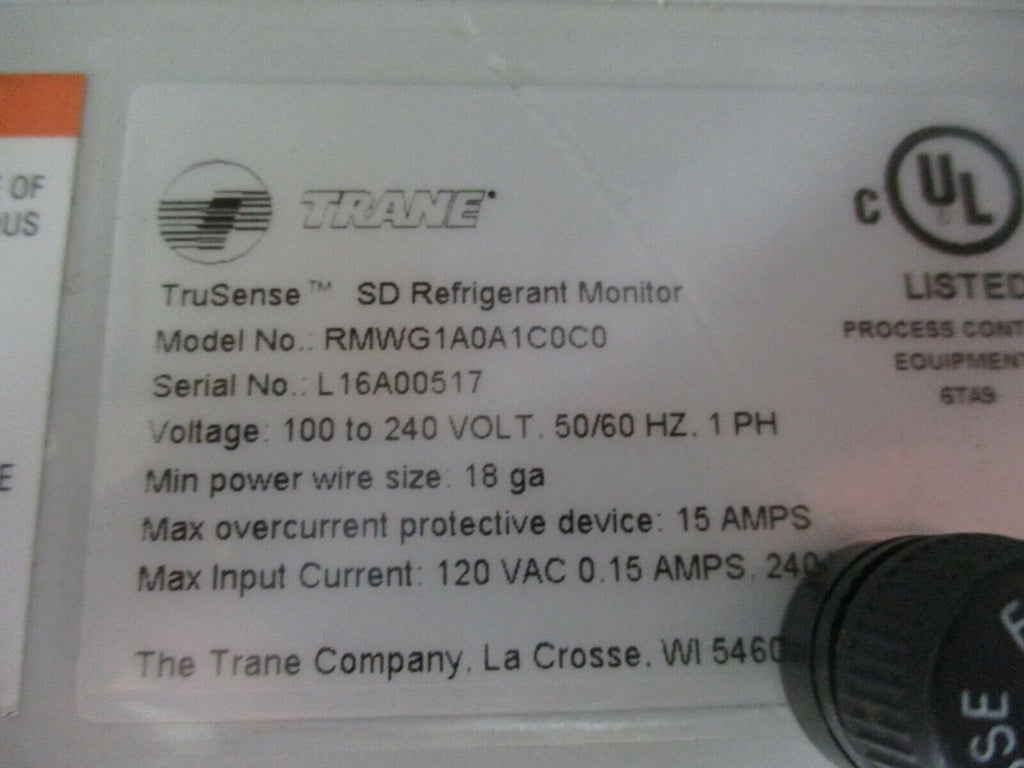 OF
OUS
E
TRANE
TruSense™ SD Refrigerant Monitor
Model No.: RMWG1A0A1C0C0
Serial No.: L16A00517
Voltage: 100 to 240 VOLT, 50/60 HZ, 1 PH
Min power wire size: 18 ga
Max overcurrent protective device: 15 AMPS
Max Input Current: 120 VAC 0.15 AMPS, 240
The Trane Company, La Crosse, WI 5460
C UL
LISTED
PROCESS CONT
EQUIPMENT
6TA9
SE